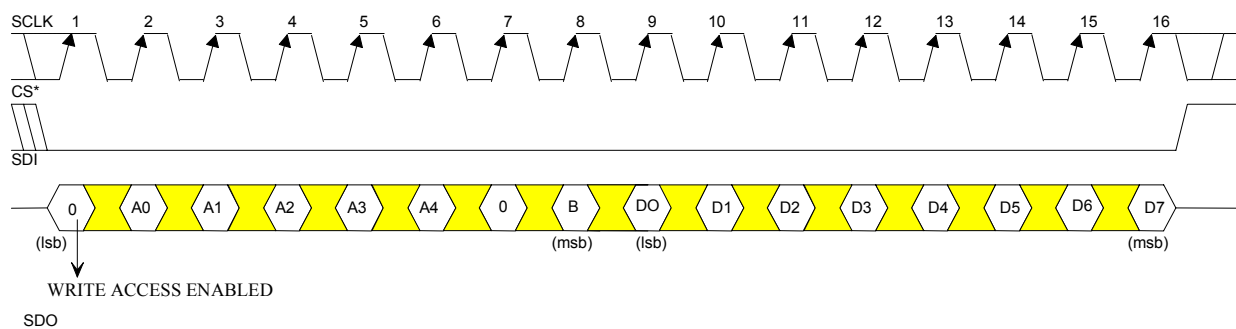 SCLK 1 2 3 4 5 6 7 8 9 10 11 12 13 14 15 16
CS*
SDI
0 A0 A1 A2 A3 A4 0 B DO D1 D2 D3 D4 D5 D6 D7
(lsb) (msb) (lsb) (msb)
WRITE ACCESS ENABLED
SDO